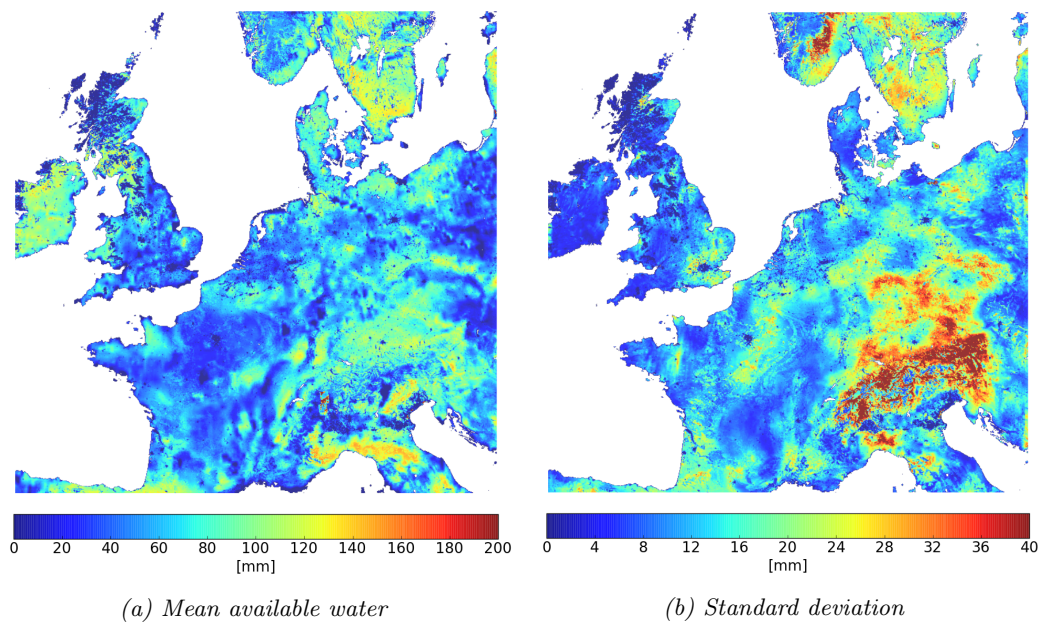 0 20 40 60 80 100 120 140 160 180 200
[mm]
0 4 8 12 16 20 24 28 32 36 40
[mm]
(a) Mean available water
(b) Standard deviation